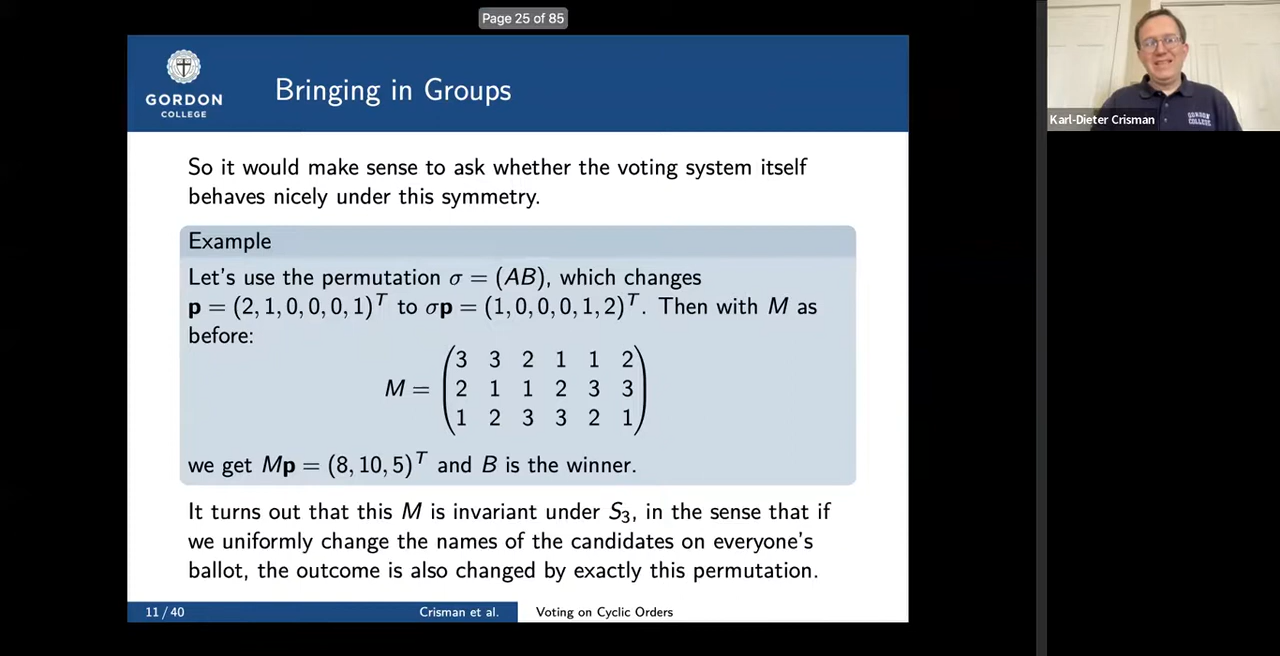 Page 25 of 85
GORDON
COLLEGE
Bringing in Groups
So it would make sense to ask whether the voting system itself
behaves nicely under this symmetry.
Example
Let's use the permutation σ = (AB), which changes
p = (2, 1, 0, 0, 0, 1)^T to σp = (1, 0, 0, 0, 1, 2)^T. Then with M as
before:
M = (3 3 2 1 1 2
2 1 1 2 3 3
1 2 3 3 2 1)
we get Mp = (8, 10, 5)^T and B is the winner.
It turns out that this M is invariant under S_3, in the sense that if
we uniformly change the names of the candidates on everyone's
ballot, the outcome is also changed by exactly this permutation.
11 / 40 Crisman et al. Voting on Cyclic Orders
Karl-Dieter Crisman
GORDON
COLLEGE